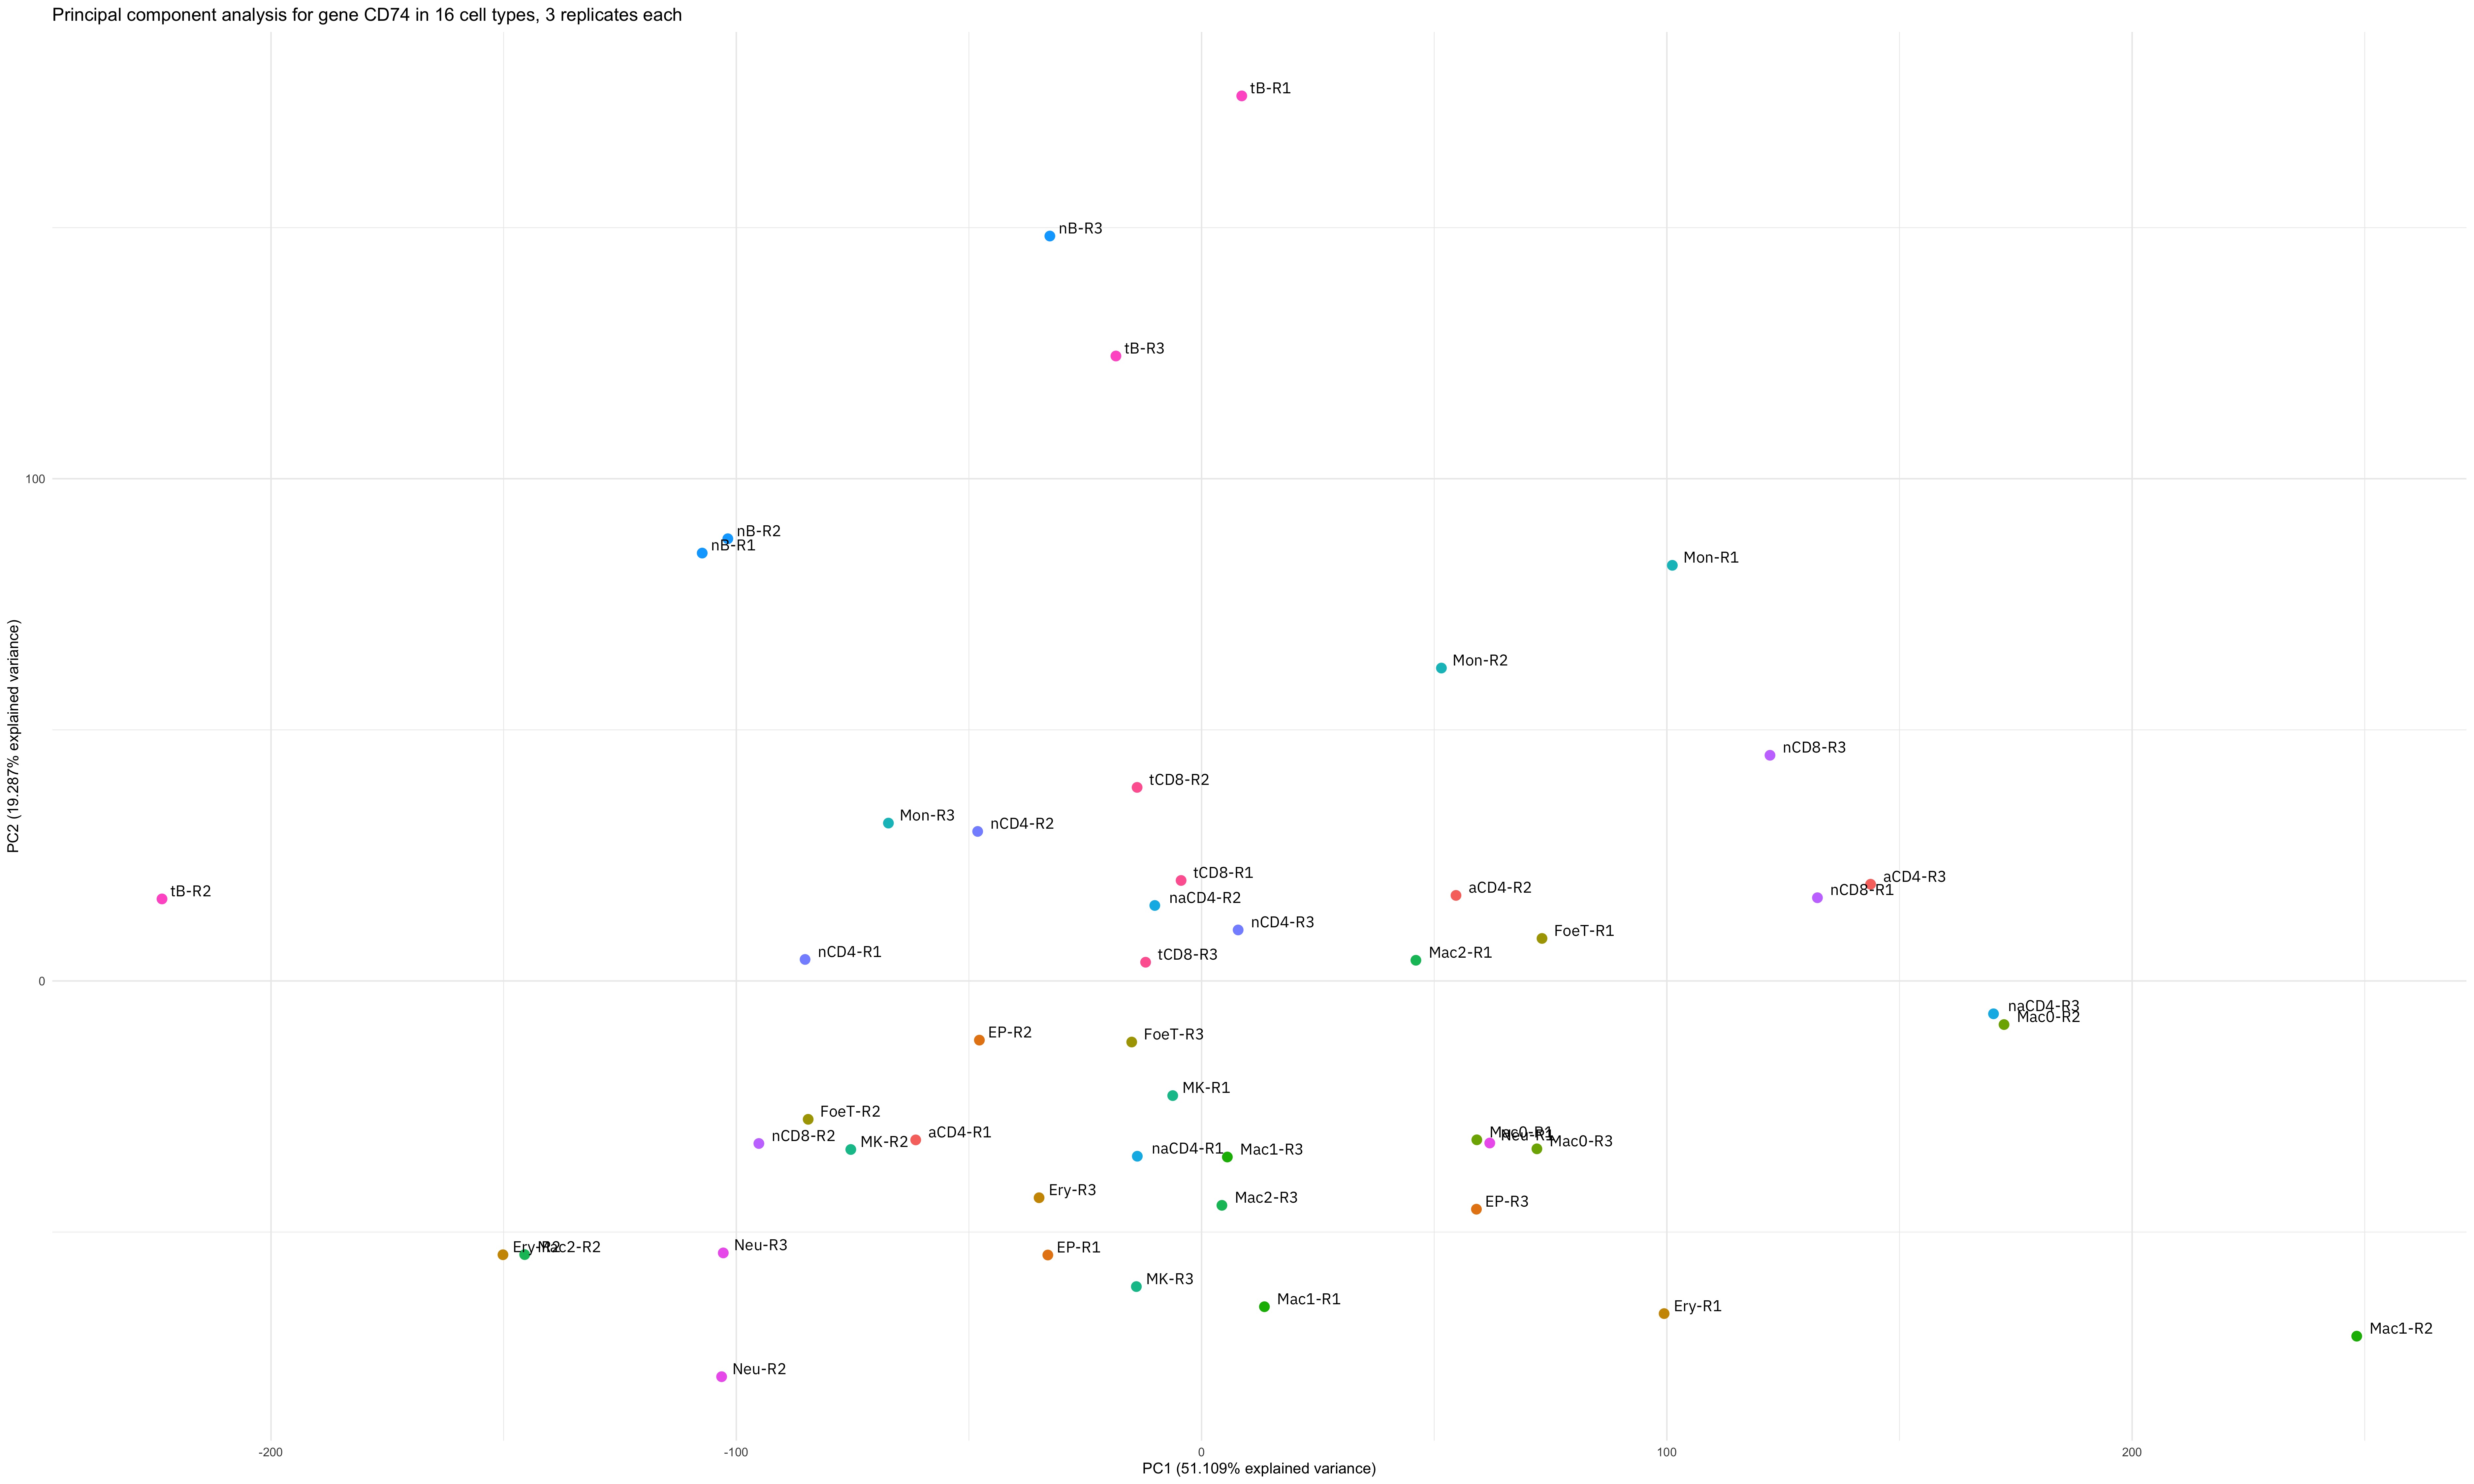 Principal component analysis for gene CD74 in 16 cell types, 3 replicates each
tB-R1
nB-R3
tB-R3
100
nB-R2
nB-R1
Mon-R1
PC2 (19.287% explained variance)
Mon-R2
nCD8-R3
tCD8-R2
Mon-R3
nCD4-R2
tCD8-R1
aCD4-R3
tB-R2
aCD4-R2
nCD8-R1
naCD4-R2
nCD4-R3
FoeT-R1
nCD4-R1
Mac2-R1
tCD8-R3
0
naCD4-R3
Mac0-R2
EP-R2
FoeT-R3
MK-R1
FoeT-R2
nCD8-R2
MK-R2
aCD4-R1
Mac0-R1
Neu-R1
Mac0-R3
naCD4-R1
Mac1-R3
Ery-R3
Mac2-R3
EP-R3
Ery-R2
Mac2-R2
Neu-R3
EP-R1
MK-R3
Mac1-R1
Ery-R1
Mac1-R2
Neu-R2
-200
-100
0
100
200
PC1 (51.109% explained variance)